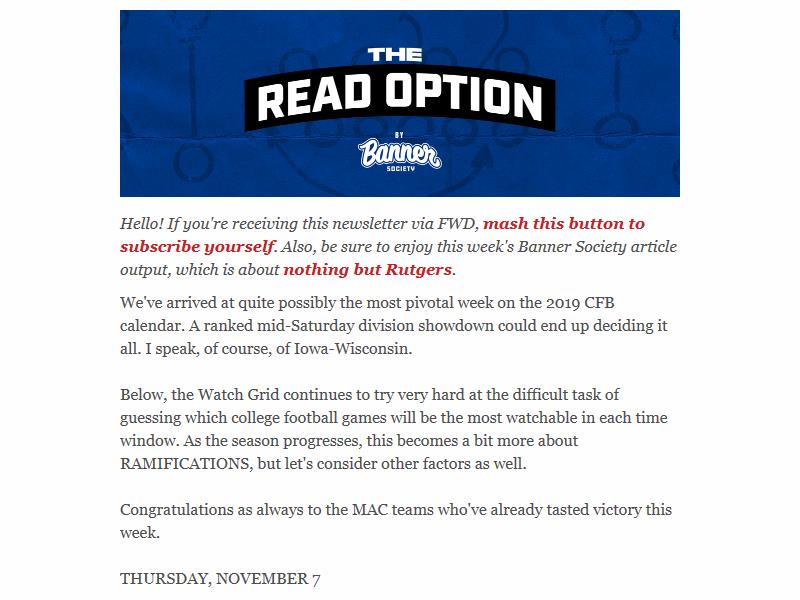 THE
READ OPTION
BY
Banner
SOCIETY
Hello! If you're receiving this newsletter via FWD, mash this button to
subscribe yourself. Also, be sure to enjoy this week's Banner Society article
output, which is about nothing but Rutgers.
We've arrived at quite possibly the most pivotal week on the 2019 CFB
calendar. A ranked mid-Saturday division showdown could end up deciding it
all. I speak, of course, of Iowa-Wisconsin.
Below, the Watch Grid continues to try very hard at the difficult task of
guessing which college football games will be the most watchable in each time
window. As the season progresses, this becomes a bit more about
RAMIFICATIONS, but let's consider other factors as well.
Congratulations as always to the MAC teams who've already tasted victory this
week.
THURSDAY, NOVEMBER 7